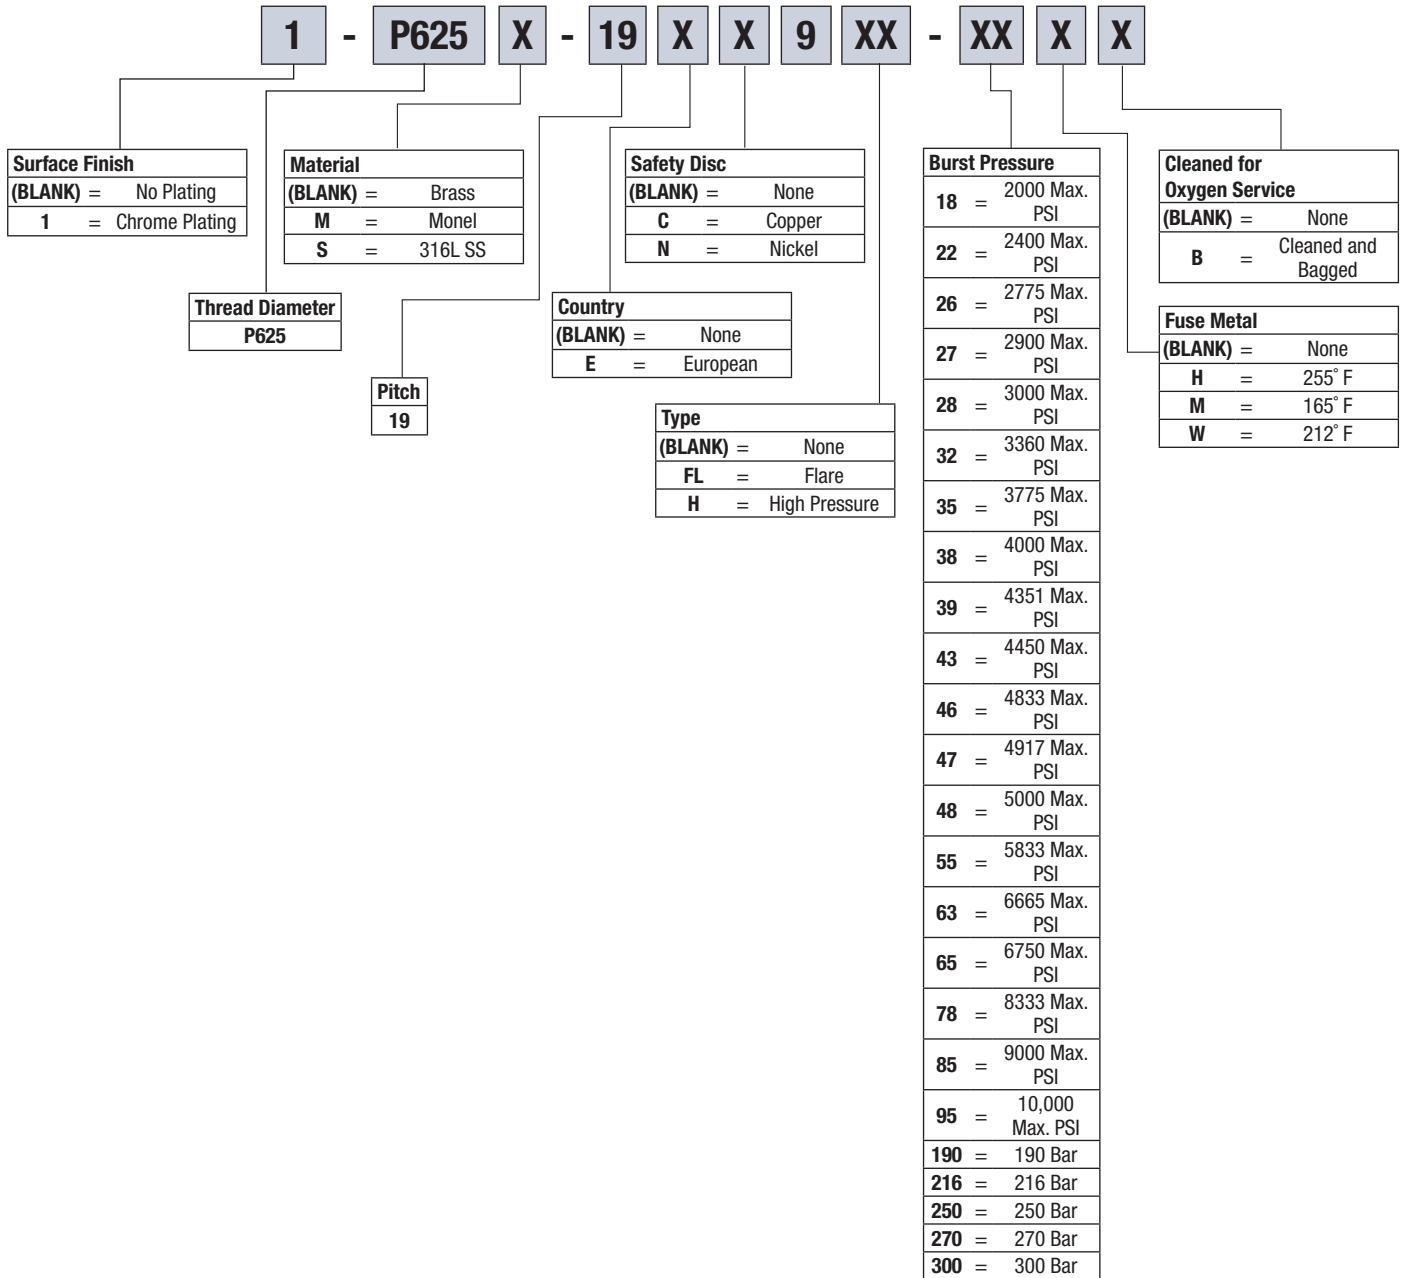 1 - P625 X - 19 X X 9 XX - XX X X
Surface Finish
(BLANK) = No Plating
1 = Chrome Plating
Thread Diameter
P625
Material
(BLANK) = Brass
M = Monel
S = 316L SS
Pitch
19
Country
(BLANK) = None
E = European
Safety Disc
(BLANK) = None
C = Copper
N = Nickel
Type
(BLANK) = None
FL = Flare
H = High Pressure
Burst Pressure
18 = 2000 Max.
PSI
22 = 2400 Max.
PSI
26 = 2775 Max.
PSI
27 = 2900 Max.
PSI
28 = 3000 Max.
PSI
32 = 3360 Max.
PSI
35 = 3775 Max.
PSI
38 = 4000 Max.
PSI
39 = 4351 Max.
PSI
43 = 4450 Max.
PSI
46 = 4833 Max.
PSI
47 = 4917 Max.
PSI
48 = 5000 Max.
PSI
55 = 5833 Max.
PSI
63 = 6665 Max.
PSI
65 = 6750 Max.
PSI
78 = 8333 Max.
PSI
85 = 9000 Max.
PSI
95 = 10,000
Max. PSI
190 = 190 Bar
216 = 216 Bar
250 = 250 Bar
270 = 270 Bar
300 = 300 Bar
Cleaned for
Oxygen Service
(BLANK) = None
B = Cleaned and
Bagged
Fuse Metal
(BLANK) = None
H = 255° F
M = 165° F
W = 212° F